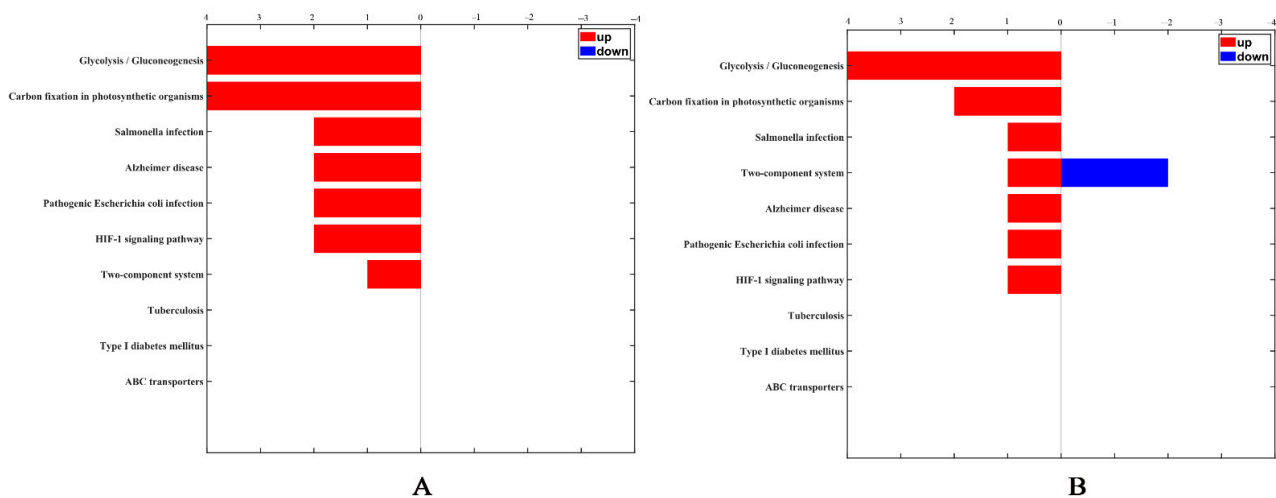 4 3 2 1 0 −1 −2 −3 −4
up
down
Glycolysis / Gluconeogenesis
Carbon fixation in photosynthetic organisms
Salmonella infection
Alzheimer disease
Pathogenic Escherichia coli infection
HIF-1 signaling pathway
Two-component system
Tuberculosis
Type I diabetes mellitus
ABC transporters
A
4 3 2 1 0 −1 −2 −3 −4
up
down
Glycolysis / Gluconeogenesis
Carbon fixation in photosynthetic organisms
Salmonella infection
Two-component system
Alzheimer disease
Pathogenic Escherichia coli infection
HIF-1 signaling pathway
Tuberculosis
Type I diabetes mellitus
ABC transporters
B